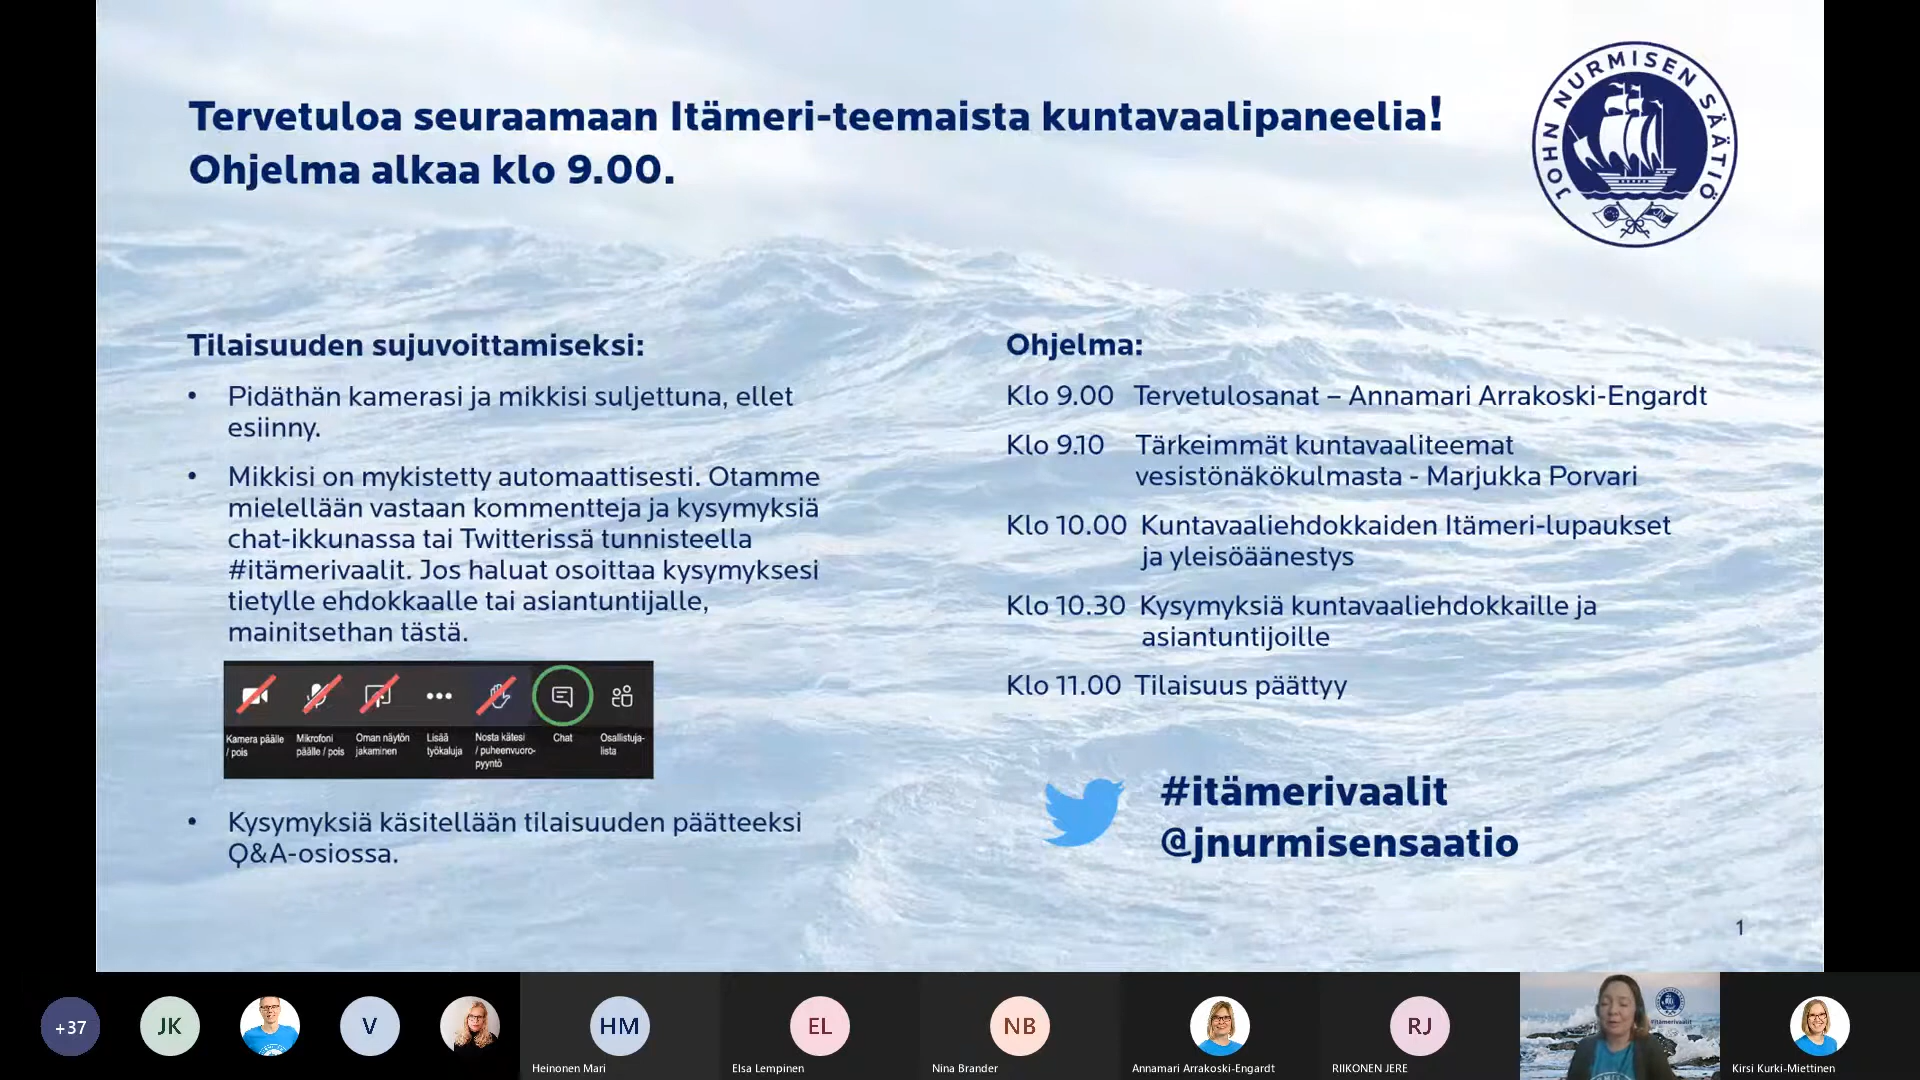 Tervetuloa seuraamaan Itämeri-teemaista kuntavaalipaneelia!
Ohjelma alkaa klo 9.00.
JOHN NURMISEN SÄÄTIÖ
JN
Tilaisuuden sujuvoittamiseksi:
• Pidäthän kamerasi ja mikkisi suljettuna, ellet
esiinny.
• Mikkisi on mykistetty automaattisesti. Otamme
mielellään vastaan kommentteja ja kysymyksiä
chat-ikkunassa tai Twitterissä tunnisteella
#itämerivaalit. Jos haluat osoittaa kysymyksesi
tietylle ehdokkaalle tai asiantuntijalle,
mainitsethan tästä.
Kamera päälle
/ pois
Mikrofoni
päälle / pois
Oman näytön
jakaminen
Lisää
työkaluja
Nosta kätesi
/ puheenvuoro-
pyyntö
Chat
Osallistuja-
lista
• Kysymyksiä käsitellään tilaisuuden päätteeksi
Q&A-osiossa.
Ohjelma:
Klo 9.00 Tervetulosanat – Annamari Arrakoski-Engardt
Klo 9.10 Tärkeimmät kuntavaaliteemat
vesistönäkökulmasta - Marjukka Porvari
Klo 10.00 Kuntavaaliehdokkaiden Itämeri-lupaukset
ja yleisöäänestys
Klo 10.30 Kysymyksiä kuntavaaliehdokkaille ja
asiantuntijoille
Klo 11.00 Tilaisuus päättyy
#itämerivaalit
@jnurmisensaatio
1
+37
JK
V
HM
Heinonen Mari
EL
Elsa Lempinen
NB
Nina Brander
Annamari Arrakoski-Engardt
RJ
RIIKONEN JERE
#itämerivaalit
Kirsi Kurki-Miettinen